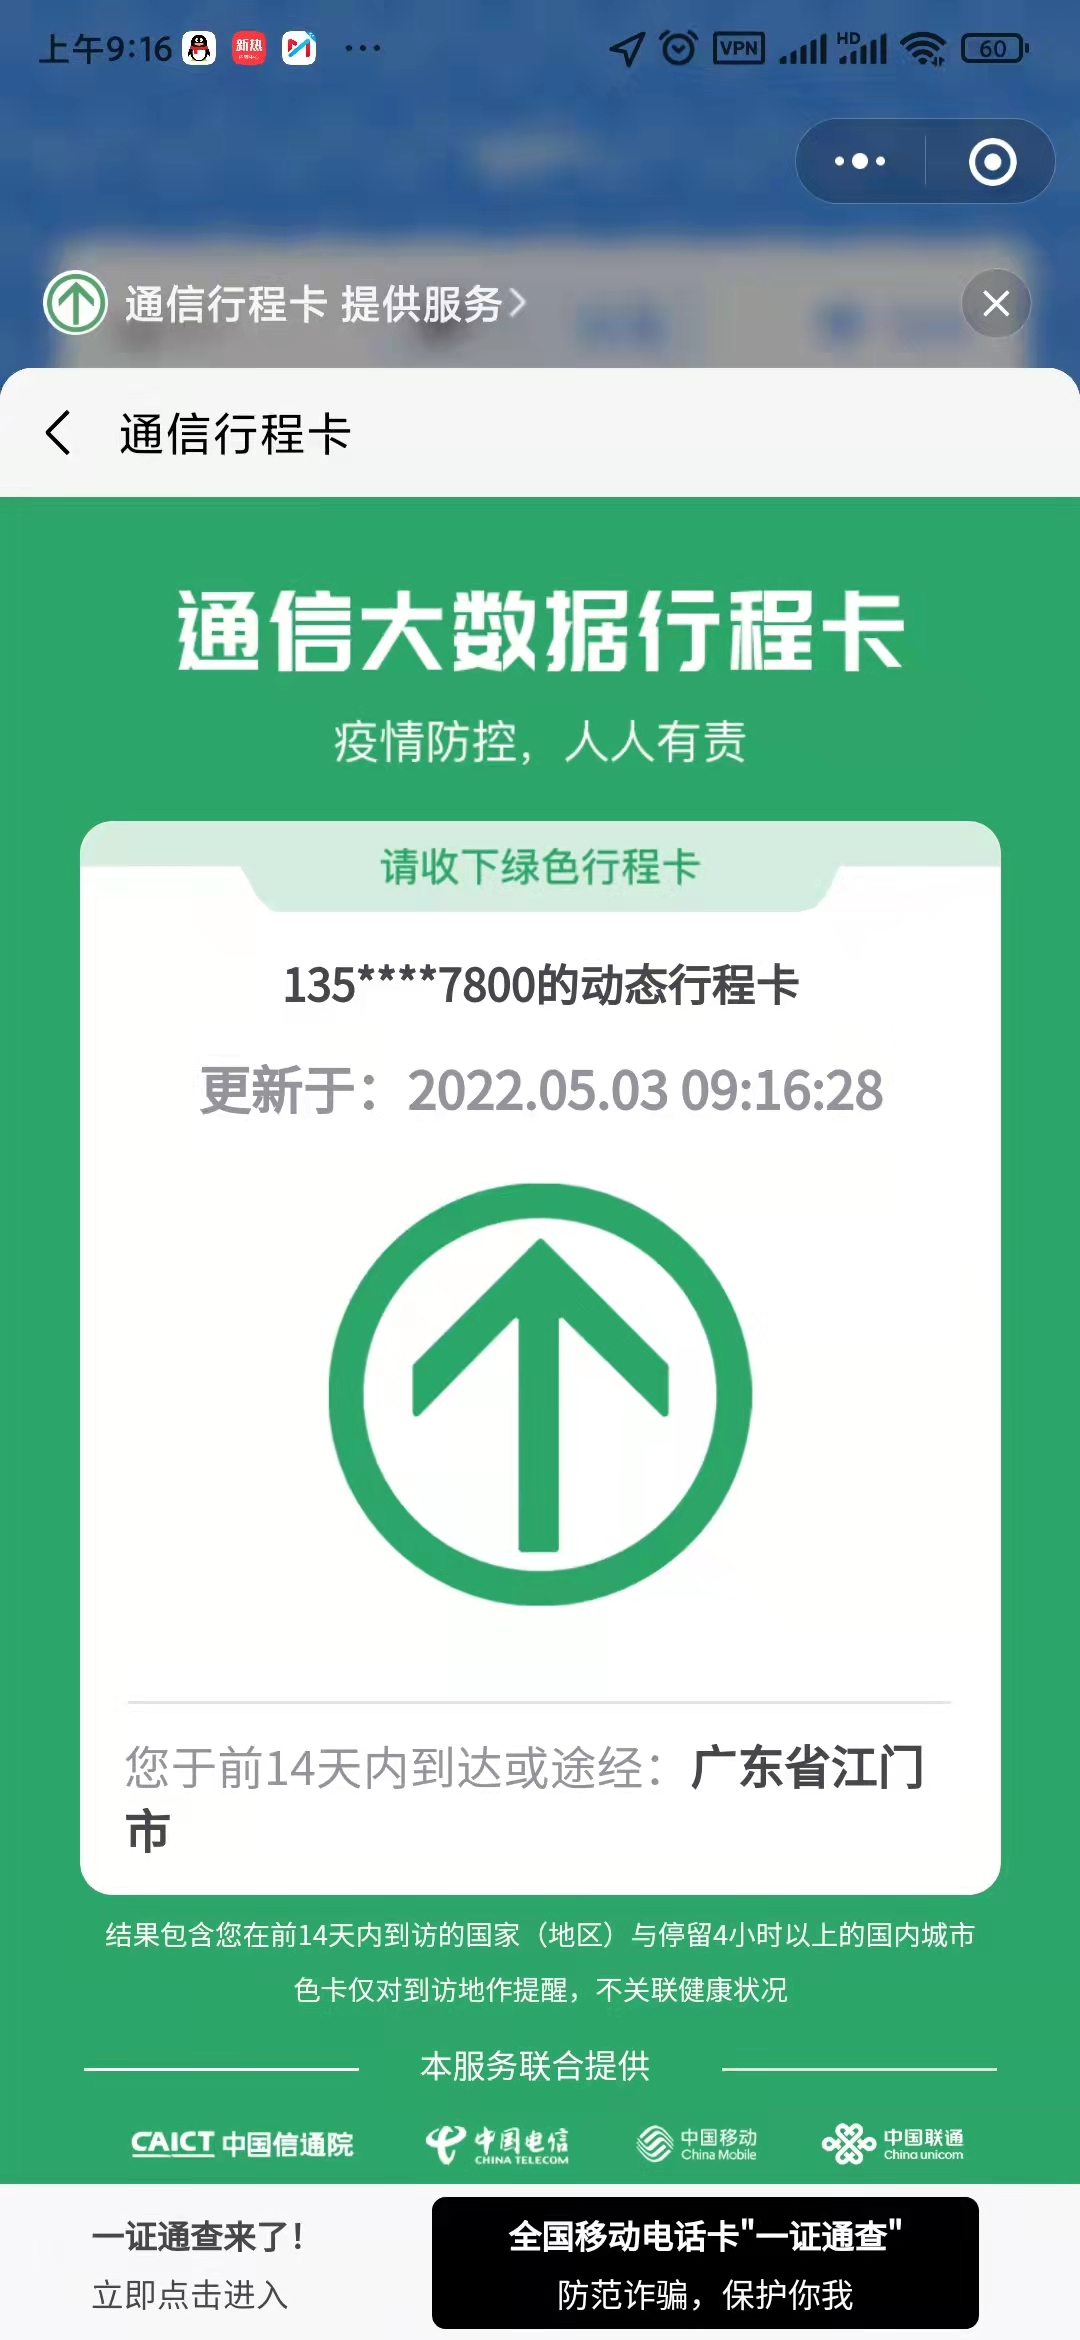 上午9:16
新热
VPN
HD
60
通信行程卡 提供服务
通信行程卡
通信大数据行程卡
疫情防控，人人有责
请收下绿色行程卡
135****7800的动态行程卡
更新于：2022.05.03 09:16:28
您于前14天内到达或途经：广东省江门
市
结果包含您在前14天内到访的国家（地区）与停留4小时以上的国内城市
色卡仅对到访地作提醒，不关联健康状况
本服务联合提供
CAICT 中国信通院
中国电信
CHINA TELECOM
中国移动
China Mobile
中国联通
China unicom
一证通查来了！
立即点击进入
全国移动电话卡"一证通查"
防范诈骗，保护你我